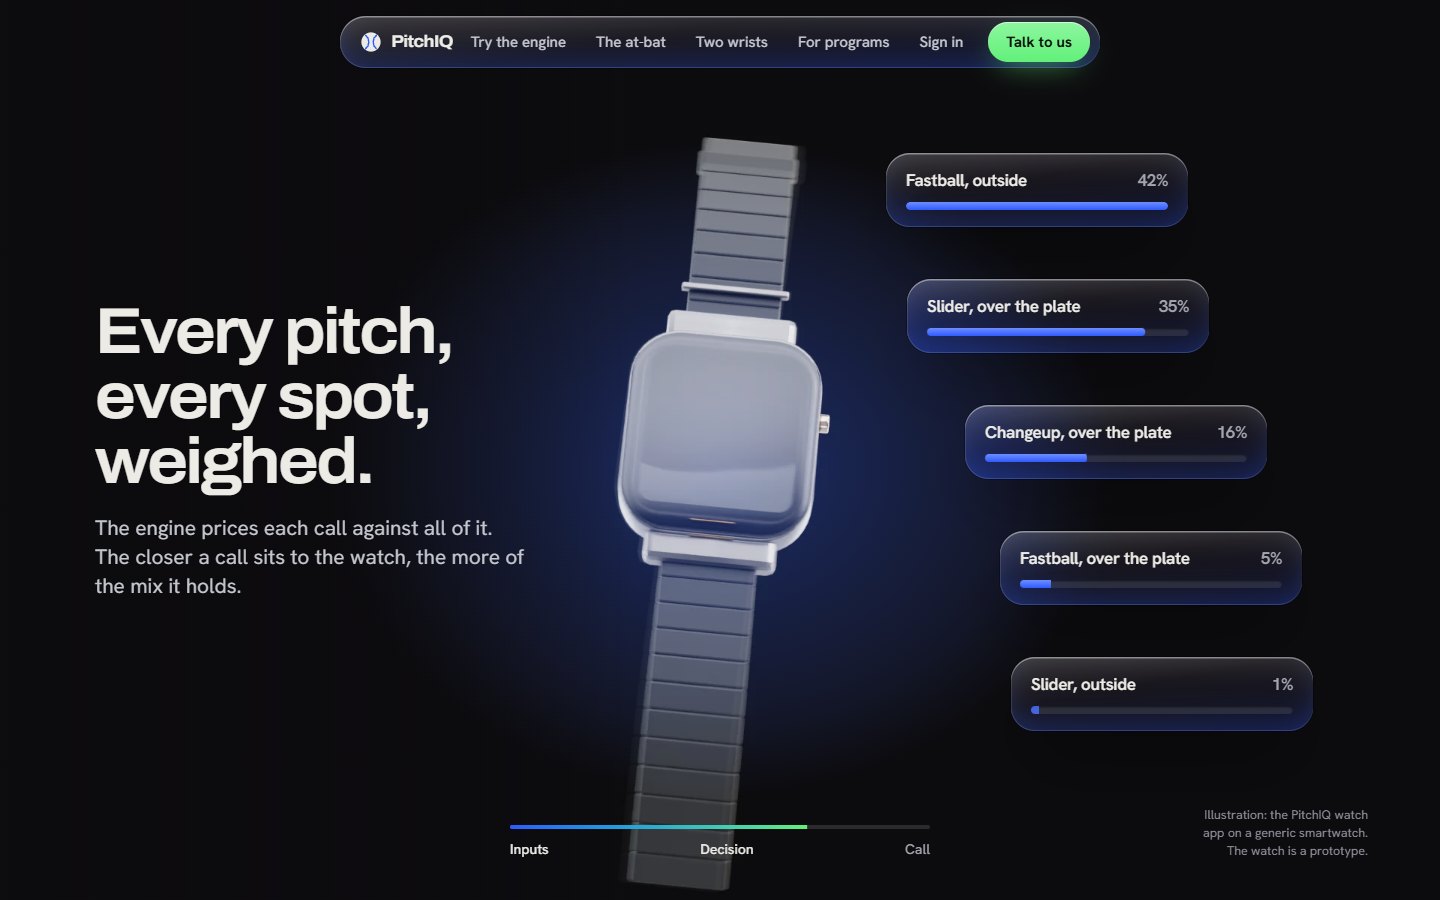 PitchIQ Try the engine The at-bat Two wrists For programs Sign in Talk to us
Every pitch,
every spot,
weighed.
The engine prices each call against all of it.
The closer a call sits to the watch, the more of
the mix it holds.
Fastball, outside 42%
Slider, over the plate 35%
Changeup, over the plate 16%
Fastball, over the plate 5%
Slider, outside 1%
Inputs Decision Call
Illustration: the PitchIQ watch
app on a generic smartwatch.
The watch is a prototype.